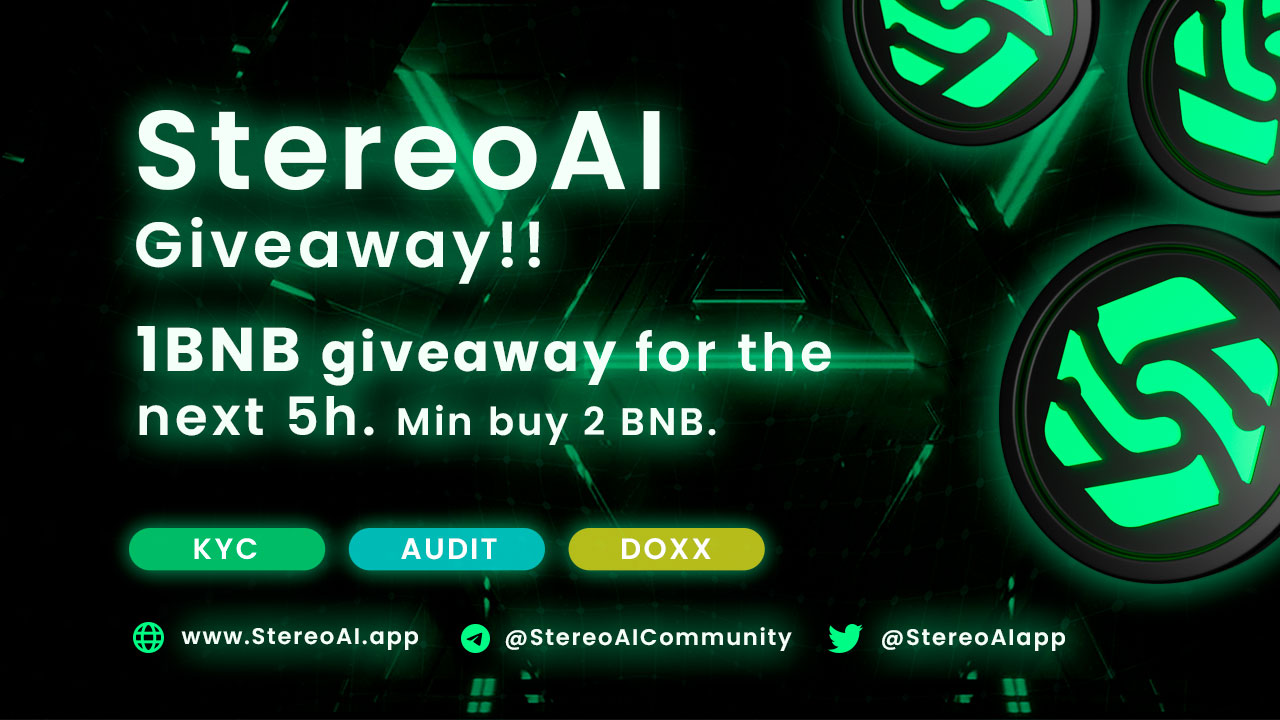 StereoAI
Giveaway!!
1BNB giveaway for the
next 5h. Min buy 2 BNB.
KYC AUDIT DOXX
www.StereoAI.app @StereoAICommunity @StereoAIapp